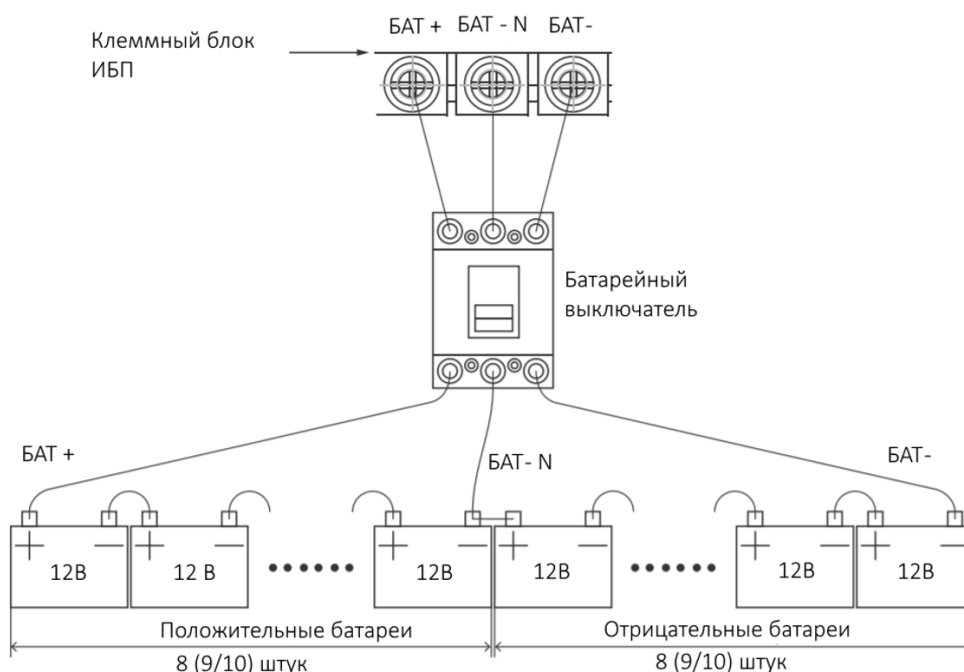 БАТ + БАТ - N БАТ-
Клеммный блок
ИБП
Батарейный
выключатель
БАТ + БАТ- N БАТ-
+ − + − + − + − + − + −
12В 12 В 12В 12В 12В 12В
Положительные батареи Отрицательные батареи
8 (9/10) штук 8 (9/10) штук